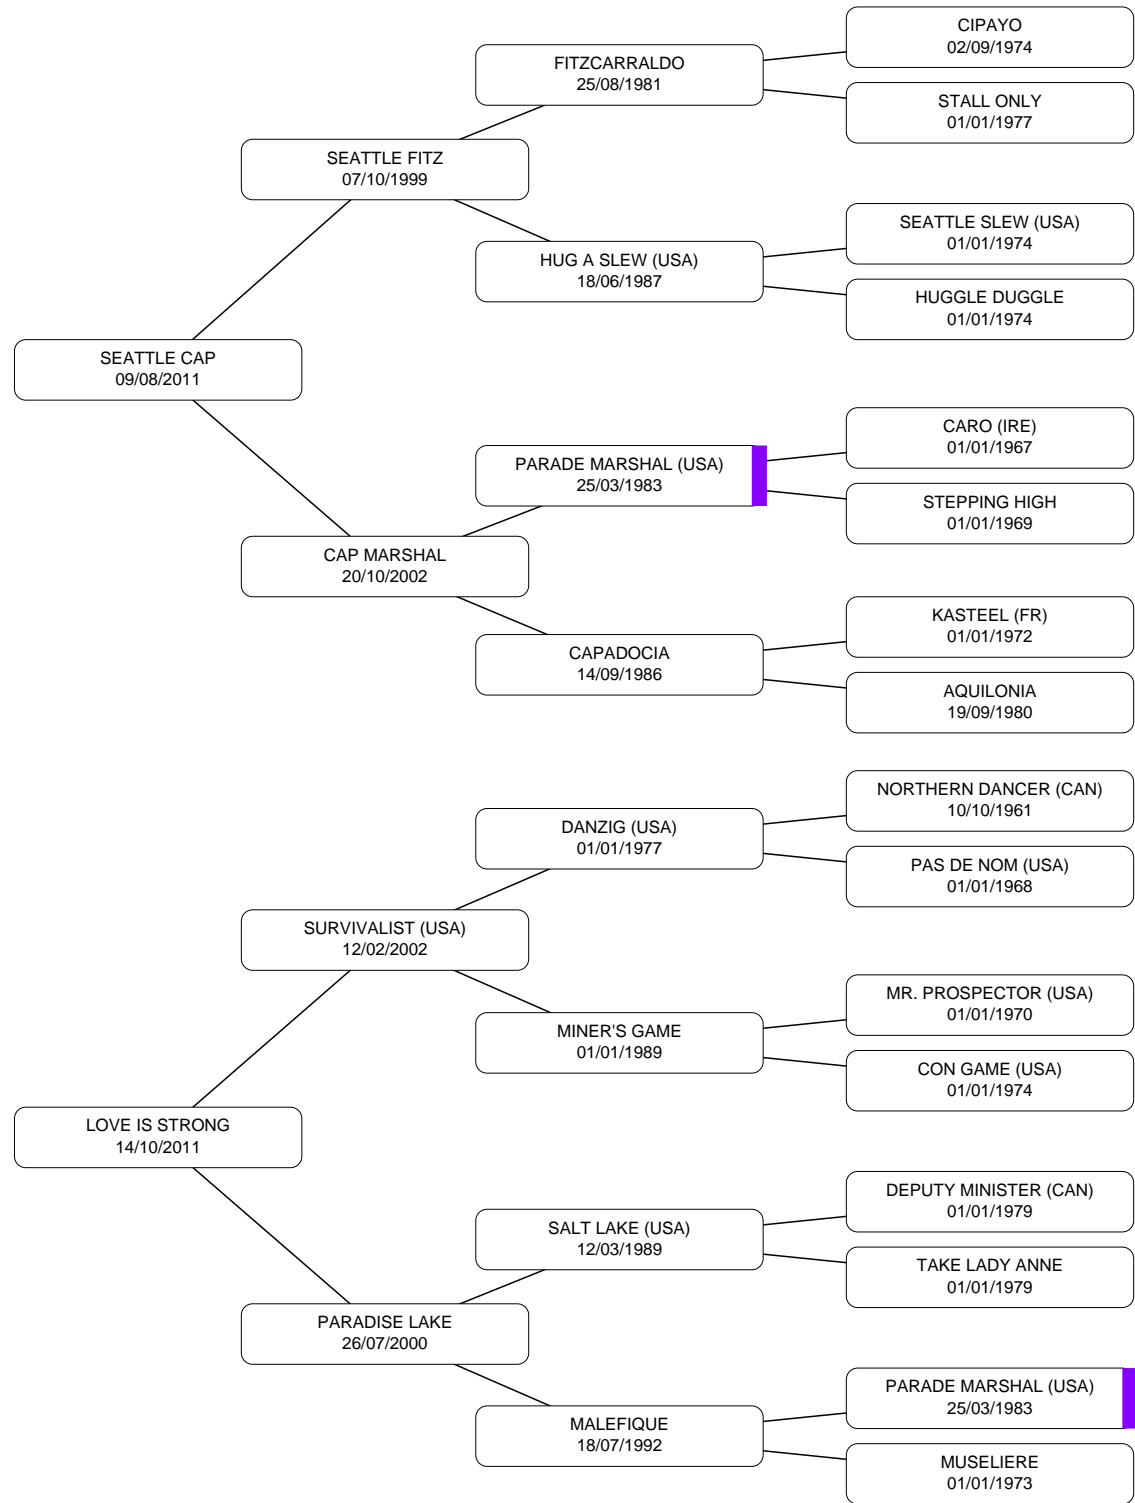 CIPAYO
02/09/1974
FITZCARRALDO
25/08/1981
STALL ONLY
01/01/1977
SEATTLE FITZ
07/10/1999
SEATTLE SLEW (USA)
01/01/1974
HUG A SLEW (USA)
18/06/1987
HUGGLE DUGGLE
01/01/1974
SEATTLE CAP
09/08/2011
CARO (IRE)
01/01/1967
PARADE MARSHAL (USA)
25/03/1983
STEPPING HIGH
01/01/1969
CAP MARSHAL
20/10/2002
KASTEEL (FR)
01/01/1972
CAPADOCIA
14/09/1986
AQUILONIA
19/09/1980
NORTHERN DANCER (CAN)
10/10/1961
DANZIG (USA)
01/01/1977
PAS DE NOM (USA)
01/01/1968
SURVIVALIST (USA)
12/02/2002
MR. PROSPECTOR (USA)
01/01/1970
MINER'S GAME
01/01/1989
CON GAME (USA)
01/01/1974
LOVE IS STRONG
14/10/2011
DEPUTY MINISTER (CAN)
01/01/1979
SALT LAKE (USA)
12/03/1989
TAKE LADY ANNE
01/01/1979
PARADISE LAKE
26/07/2000
PARADE MARSHAL (USA)
25/03/1983
MALEFIQUE
18/07/1992
MUSELIERE
01/01/1973